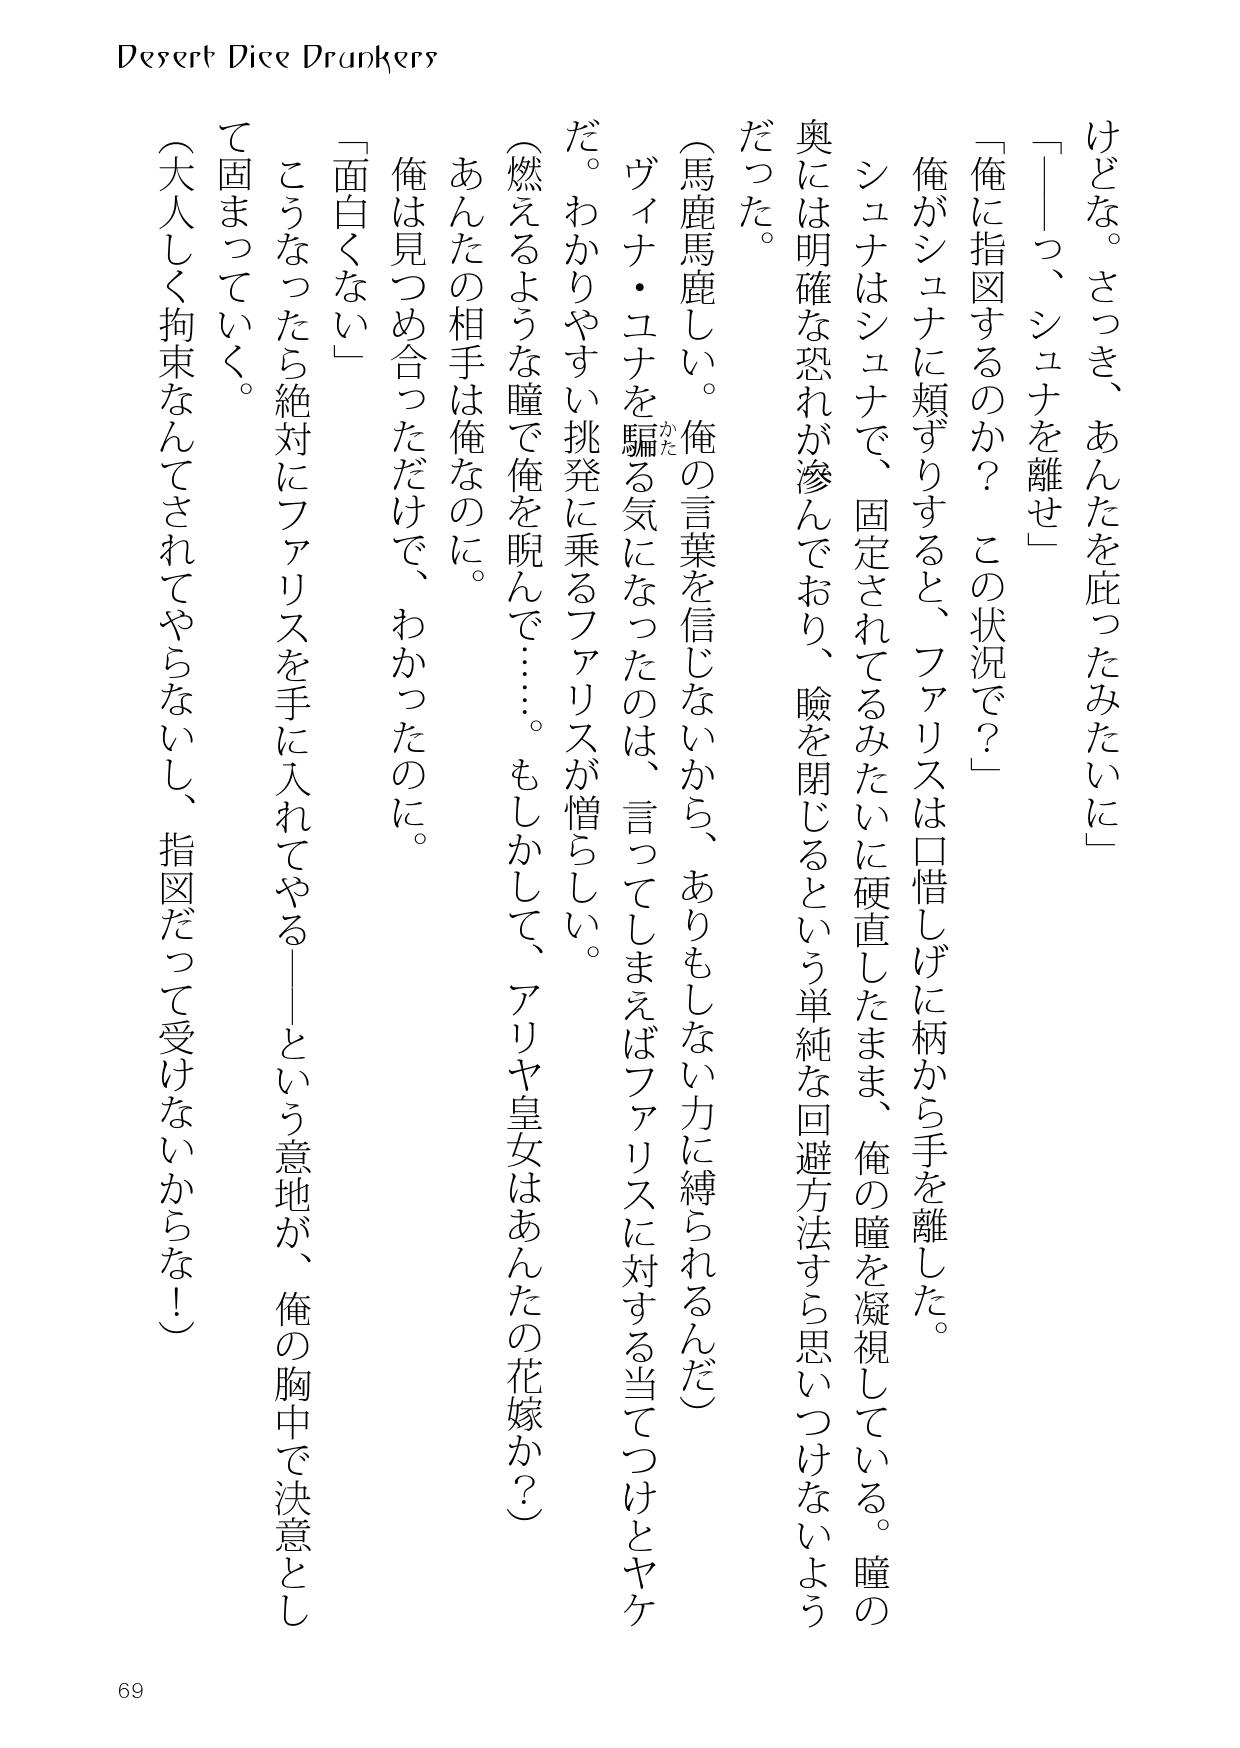 Desert Dice Drunkers
けどな。さっき、あんたを庇ったみたいに」
「――っ、シュナを離せ」
「俺に指図するのか?　この状況で?」
　俺がシュナに頬ずりすると、ファリスは口惜しげに柄から手を離した。
　シュナはシュナで、固定されてるみたいに硬直したまま、俺の瞳を凝視している。瞳の
奥には明確な恐れが滲んでおり、瞼を閉じるという単純な回避方法すら思いつけないよう
だった。
（馬鹿馬鹿しい。俺の言葉を信じないから、ありもしない力に縛られるんだ）
　ヴィナ・ユナを騙る気になったのは、言ってしまえばファリスに対する当てつけとヤケ
かた
だ。わかりやすい挑発に乗るファリスが憎らしい。
（燃えるような瞳で俺を睨んで……。もしかして、アリヤ皇女はあんたの花嫁か?）
　あんたの相手は俺なのに。
　俺は見つめ合っただけで、わかったのに。
「面白くない」
　こうなったら絶対にファリスを手に入れてやる――という意地が、俺の胸中で決意とし
て固まっていく。
（大人しく拘束なんてされてやらないし、指図だって受けないからな！）
69